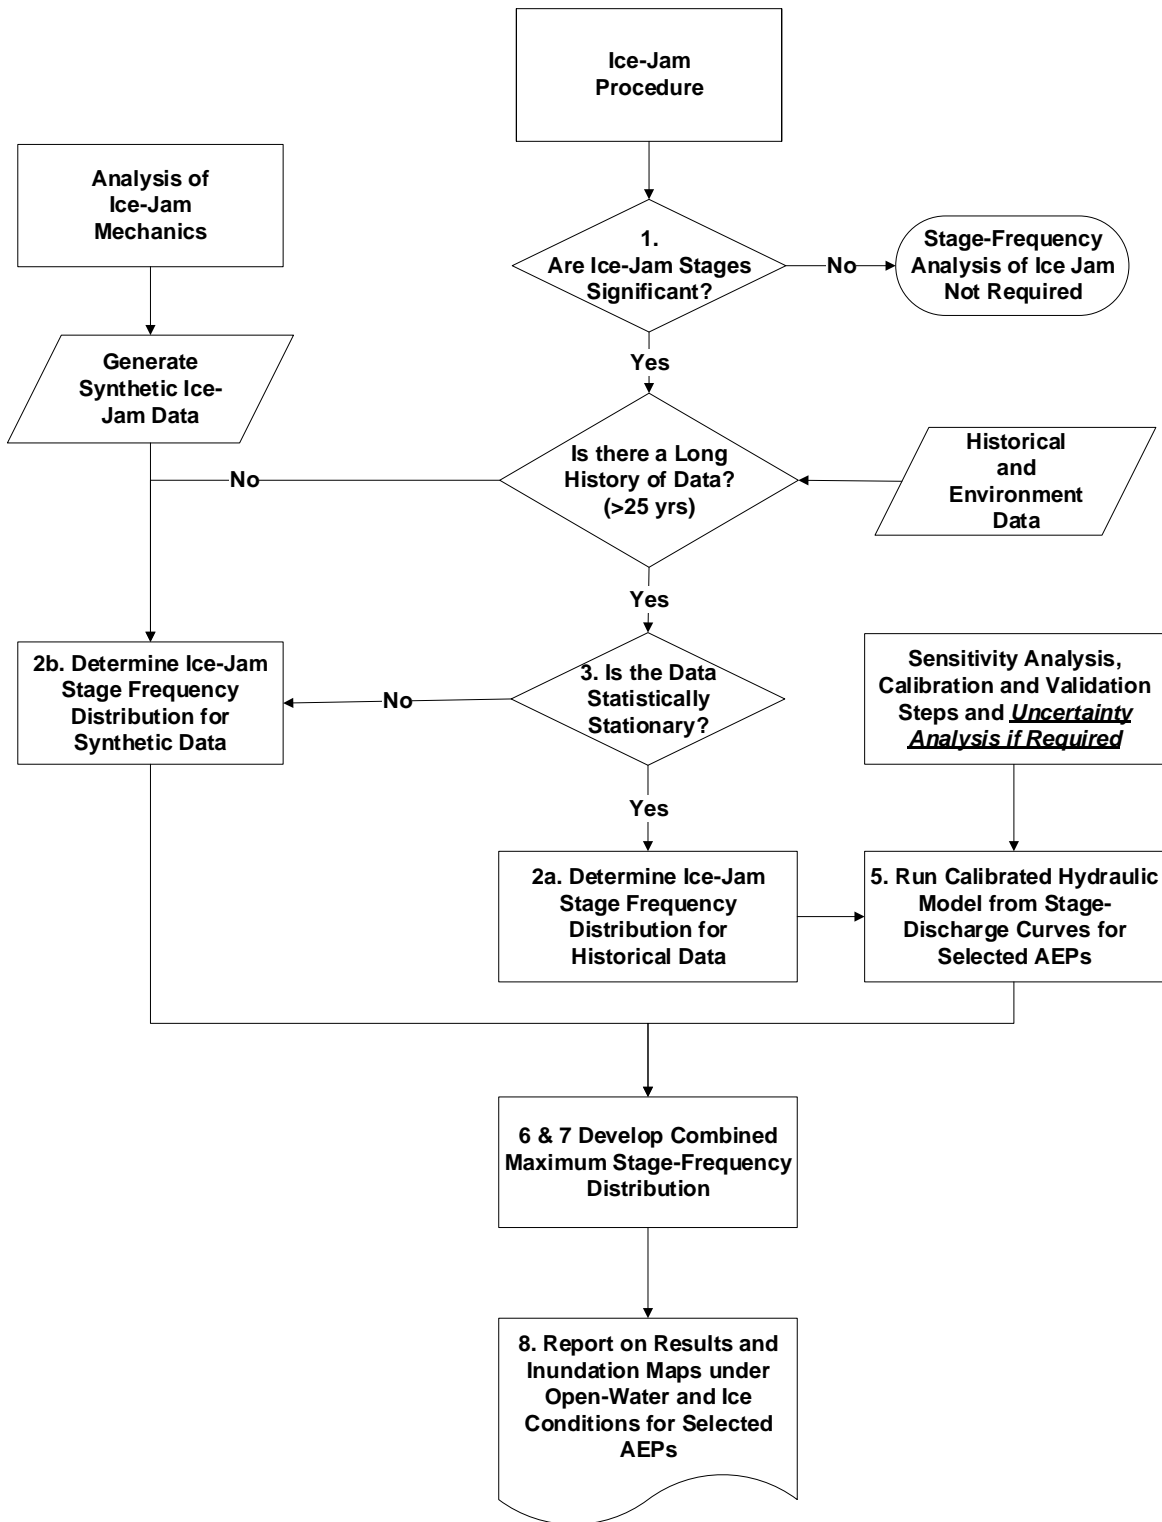 Ice-Jam
Procedure
Analysis of
Ice-Jam
Mechanics
1.
Are Ice-Jam Stages
Significant?
No
Stage-Frequency
Analysis of Ice Jam
Not Required
Yes
Generate
Synthetic Ice-
Jam Data
Is there a Long
History of Data?
(>25 yrs)
No
Historical
and
Environment
Data
Yes
2b. Determine Ice-Jam
Stage Frequency
Distribution for
Synthetic Data
No
3. Is the Data
Statistically
Stationary?
Sensitivity Analysis,
Calibration and Validation
Steps and Uncertainty
Analysis if Required
Yes
2a. Determine Ice-Jam
Stage Frequency
Distribution for
Historical Data
5. Run Calibrated Hydraulic
Model from Stage-
Discharge Curves for
Selected AEPs
6 & 7 Develop Combined
Maximum Stage-Frequency
Distribution
8. Report on Results and
Inundation Maps under
Open-Water and Ice
Conditions for Selected
AEPs